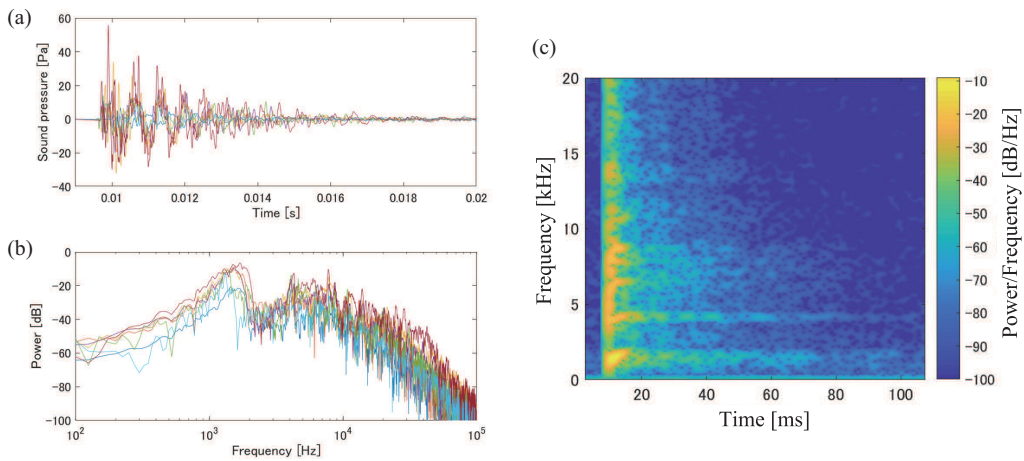 (a)
60
40
20
0
-20
-40
Sound pressure [Pa]
0.01 0.012 0.014 0.016 0.018 0.02
Time [s]
(b)
0
-20
-40
-60
-80
-100
Power [dB]
10² 10³ 10⁴ 10⁵
Frequency [Hz]
(c)
20
15
10
5
0
Frequency [kHz]
20 40 60 80 100
Time [ms]
-10
-20
-30
-40
-50
-60
-70
-80
-90
-100
Power/Frequency [dB/Hz]